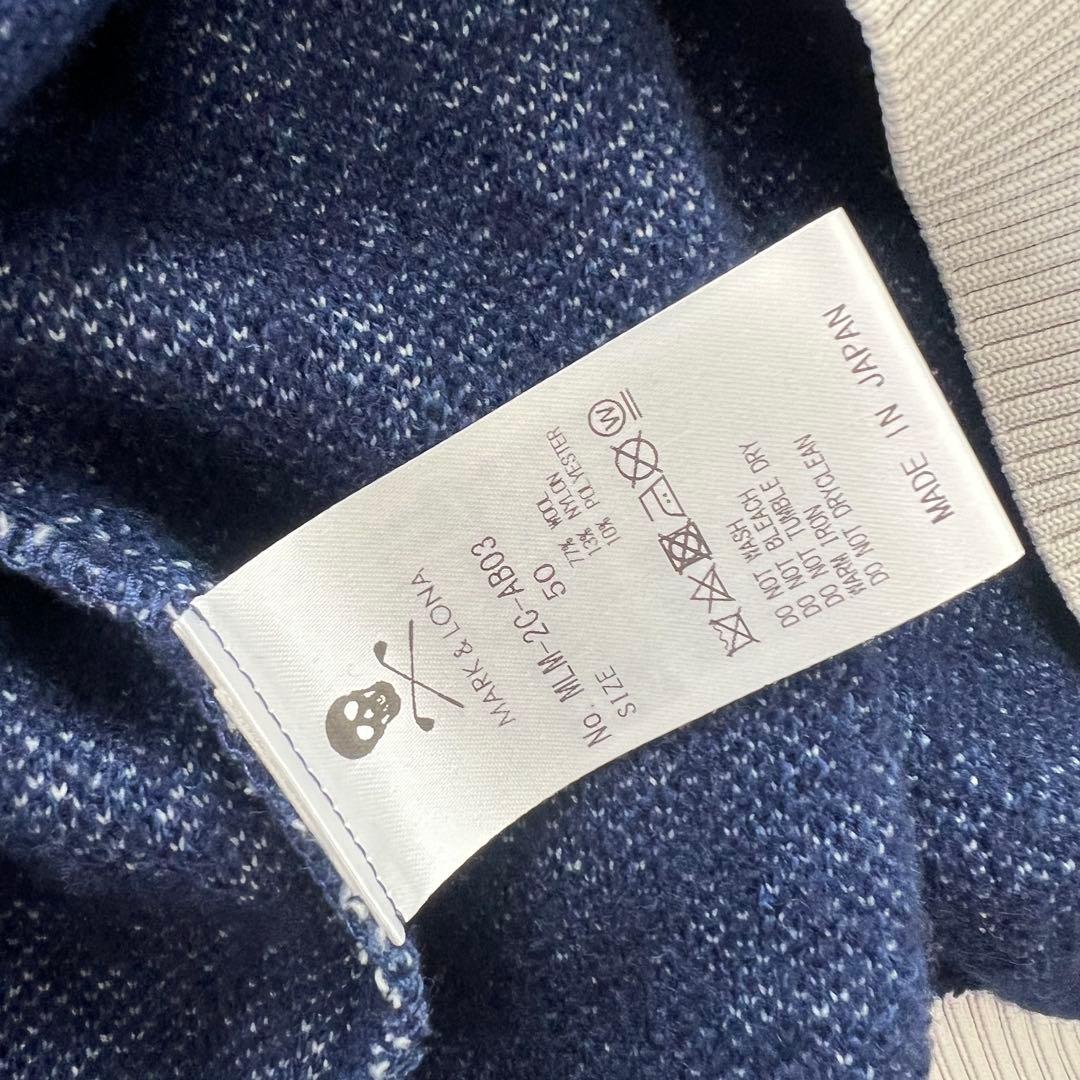 MARK & LONA
No. MLM-2C-AB03
SIZE 50
77% WOOL
13% NYLON
10% POLYESTER
W
DO NOT WASH
DO NOT BLEACH
DO NOT TUMBLE DRY
WARM IRON
DO NOT DRYCLEAN
MADE IN JAPAN